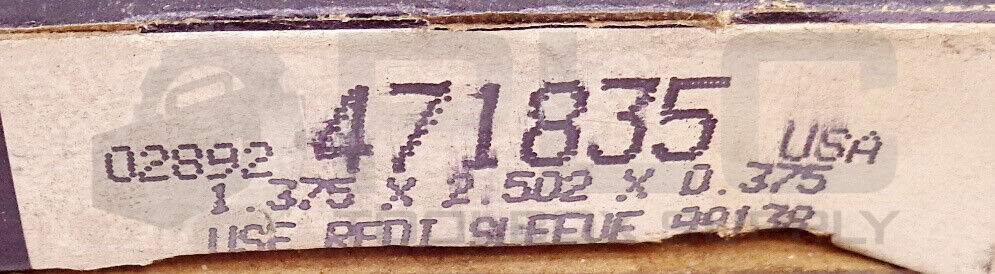 471835
02892 USA
1.375 X 2.502 X 0.375
USE REDI SLEEVE 99138